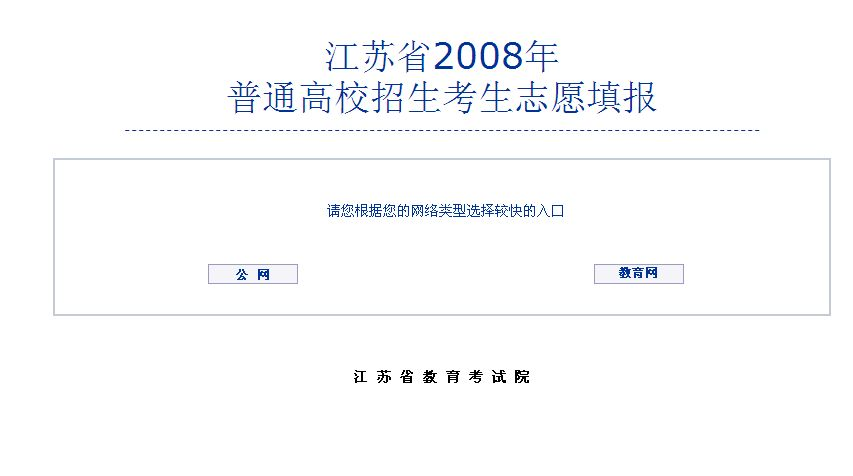 江苏省2008年
普通高校招生考生志愿填报
请您根据您的网络类型选择较快的入口
公 网
教育网
江 苏 省 教 育 考 试 院